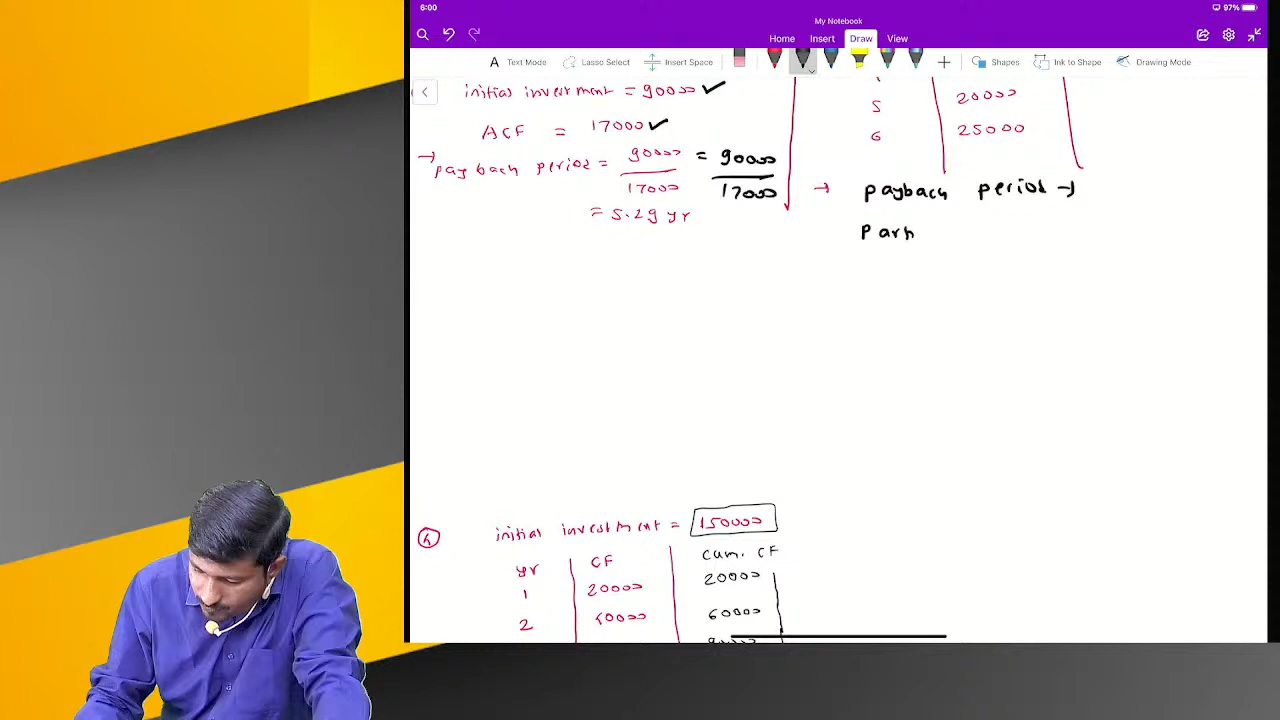 6:00
97%
My Notebook
Home Insert Draw View
Text Mode Lasso Select Insert Space Shapes Ink to Shape Drawing Mode
initial investment = 90000
ACF = 17000
→ payback period = 90000 / 17000 = 90000 / 17000
= 5.29 yr
5 20000
6 25000
→ payback period →
parh
initial investment = 150000
yr CF cum. CF
1 20000 20000
2 40000 60000